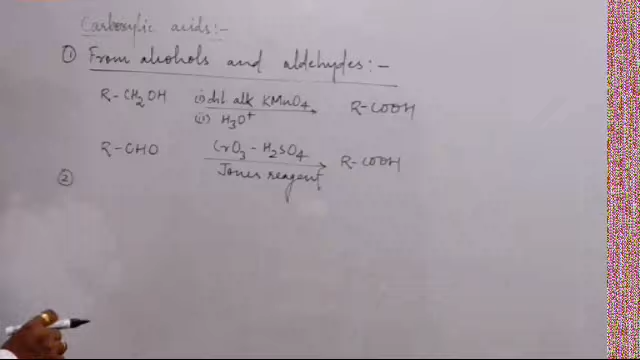 Carboxylic acids:-
① From alcohols and aldehydes:-
R-CH2OH (i) dil alk KMnO4 R-COOH
(ii) H3O+
R-CHO CrO3 - H2SO4 R-COOH
Jones reagent
②